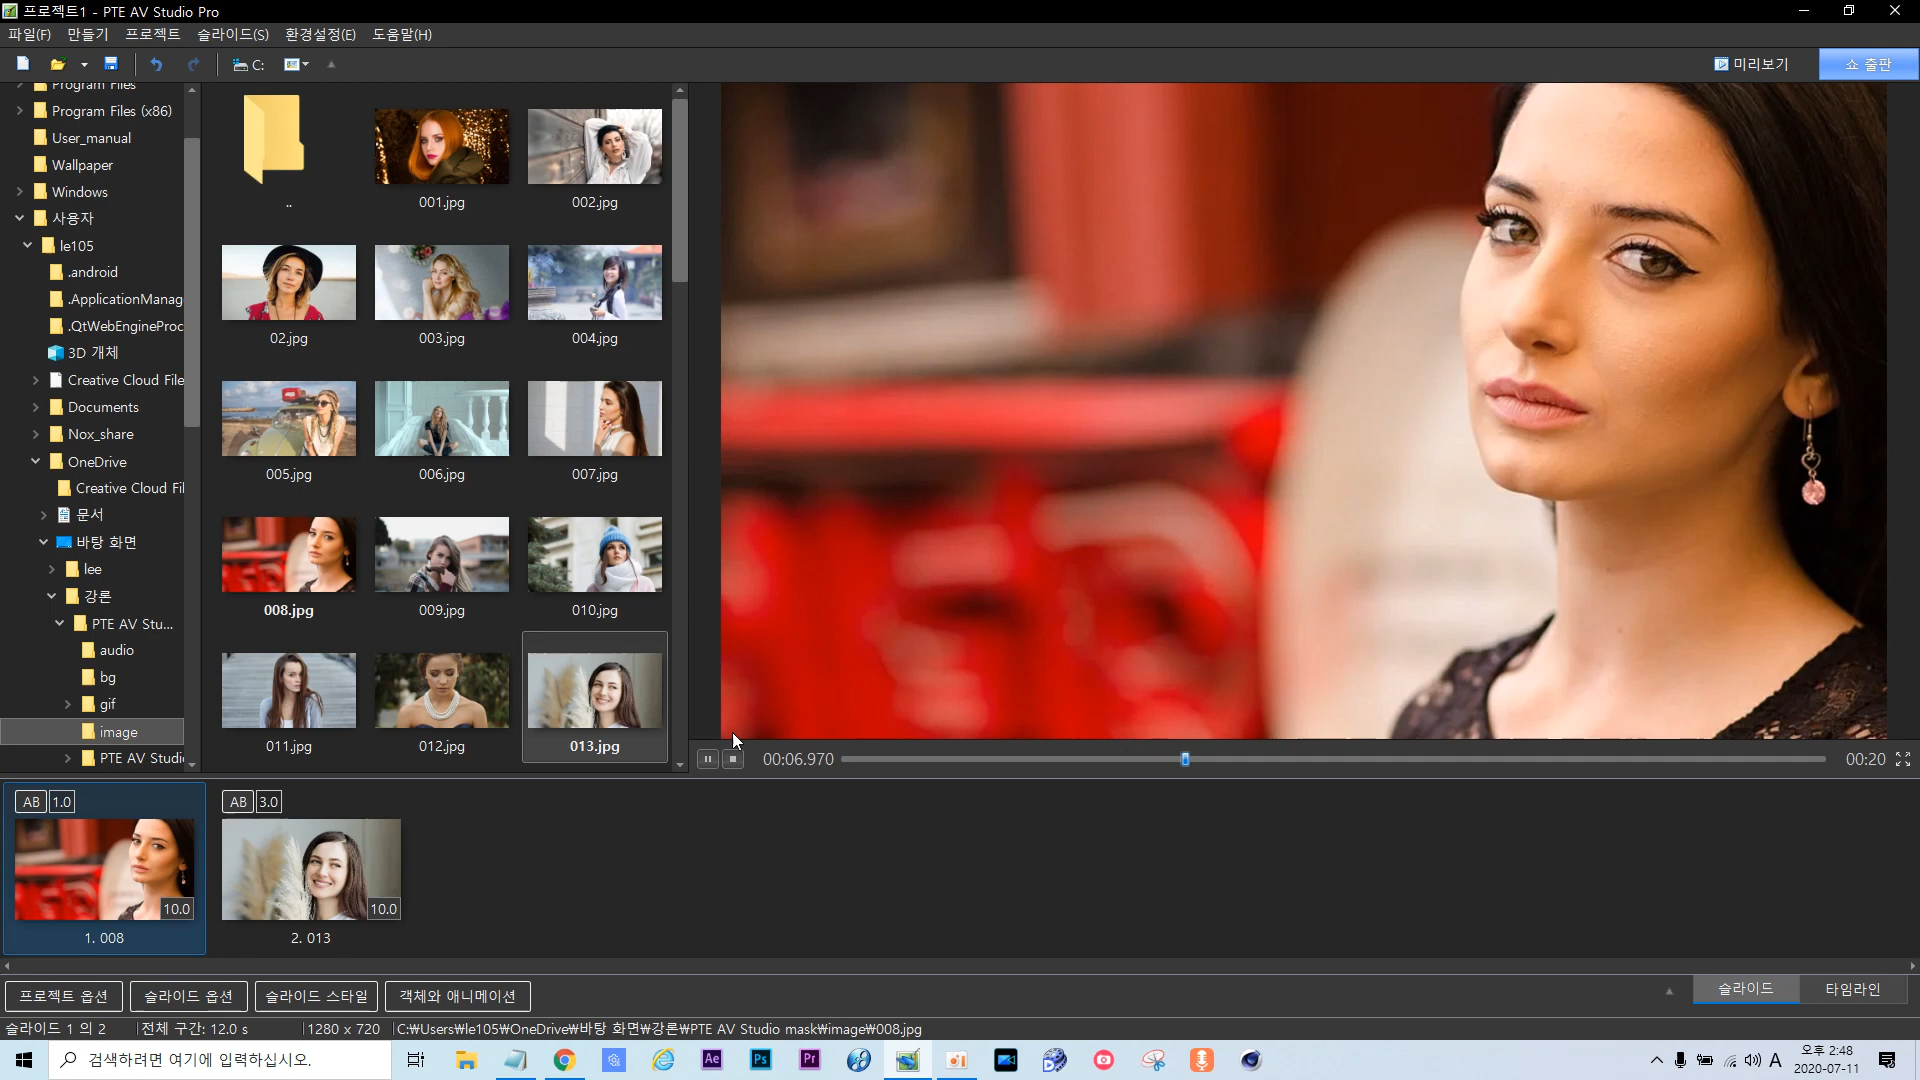 프로젝트1 - PTE AV Studio Pro
파일(F) 만들기 프로젝트 슬라이드(S) 환경설정(E) 도움말(H)
C: 미리보기 쇼 출판
Program Files
Program Files (x86)
User_manual
Wallpaper
Windows
사용자
le105
.android
.ApplicationManag
.QtWebEngineProc
3D 개체
Creative Cloud File
Documents
Nox_share
OneDrive
Creative Cloud Fil
문서
바탕 화면
lee
강론
PTE AV Stu...
audio
bg
gif
image
PTE AV Studi
.. 001.jpg 002.jpg
02.jpg 003.jpg 004.jpg
005.jpg 006.jpg 007.jpg
008.jpg 009.jpg 010.jpg
011.jpg 012.jpg 013.jpg
00:06.970 00:20
AB 1.0 AB 3.0
10.0 10.0
1. 008 2. 013
프로젝트 옵션 슬라이드 옵션 슬라이드 스타일 객체와 애니메이션 슬라이드 타임라인
슬라이드 1 의 2 전체 구간: 12.0 s 1280 x 720 C:₩Users₩le105₩OneDrive₩바탕 화면₩강론₩PTE AV Studio mask₩image₩008.jpg
검색하려면 여기에 입력하십시오. Ae Ps Pr A 오후 2:48
2020-07-11